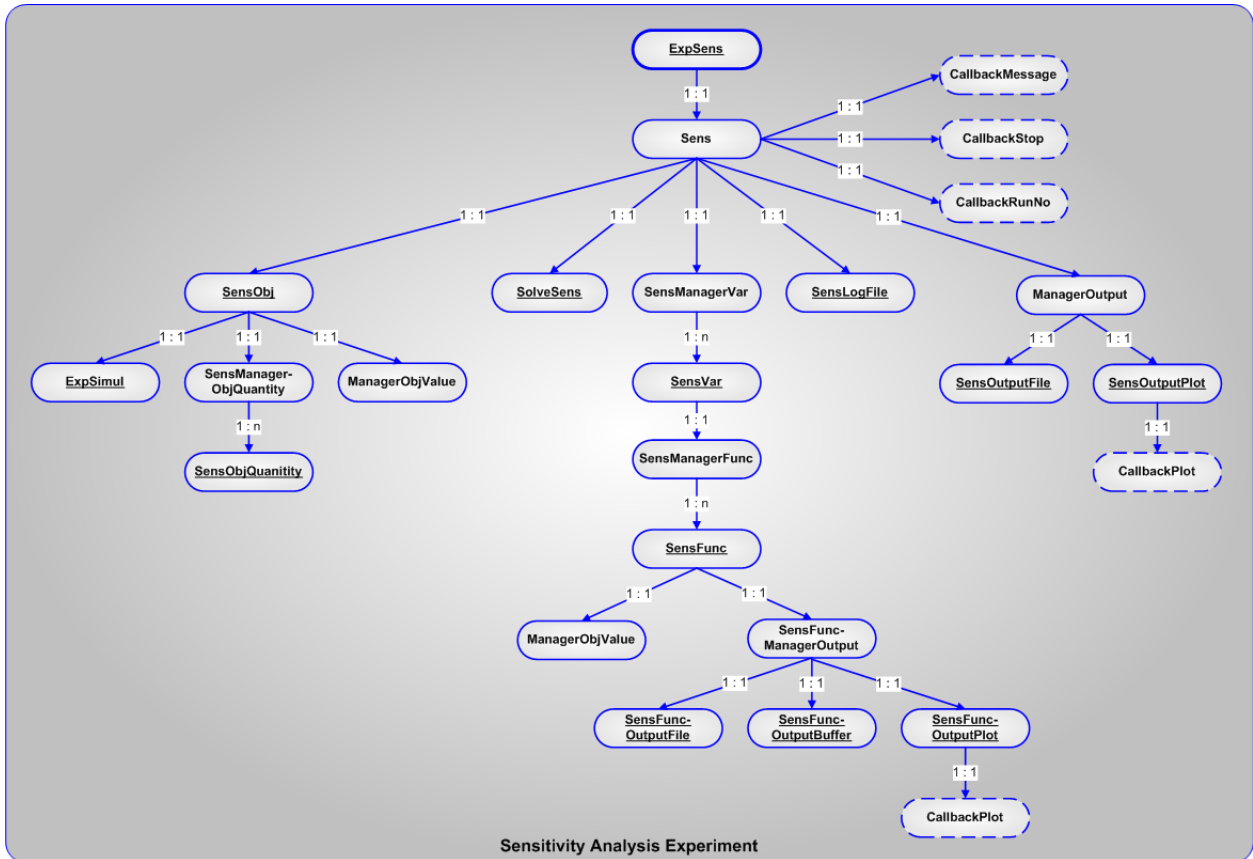 ExpSens
CallbackMessage
1 : 1
1 : 1
Sens
1 : 1
CallbackStop
1 : 1
CallbackRunNo
1 : 1
1 : 1
1 : 1
1 : 1
1 : 1
SensObj
SolveSens
SensManagerVar
SensLogFile
ManagerOutput
1 : 1
1 : 1
1 : 1
1 : n
1 : 1
1 : 1
ExpSimul
SensManager-
ObjQuantity
ManagerObjValue
SensVar
SensOutputFile
SensOutputPlot
1 : n
1 : 1
1 : 1
SensObjQuanitity
SensManagerFunc
CallbackPlot
1 : n
SensFunc
1 : 1
1 : 1
ManagerObjValue
SensFunc-
ManagerOutput
1 : 1
1 : 1
1 : 1
SensFunc-
OutputFile
SensFunc-
OutputBuffer
SensFunc-
OutputPlot
1 : 1
CallbackPlot
Sensitivity Analysis Experiment